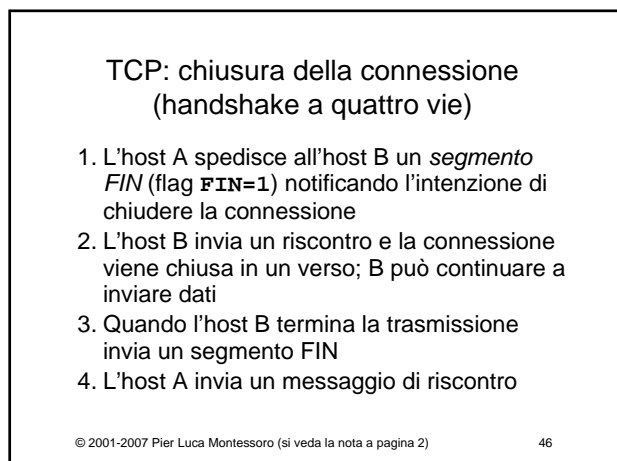 TCP: chiusura della connessione
(handshake a quattro vie)
1. L'host A spedisce all'host B un segmento
FIN (flag FIN=1) notificando l'intenzione di
chiudere la connessione
2. L'host B invia un riscontro e la connessione
viene chiusa in un verso; B può continuare a
inviare dati
3. Quando l'host B termina la trasmissione
invia un segmento FIN
4. L'host A invia un messaggio di riscontro
© 2001-2007 Pier Luca Montessoro (si veda la nota a pagina 2) 46